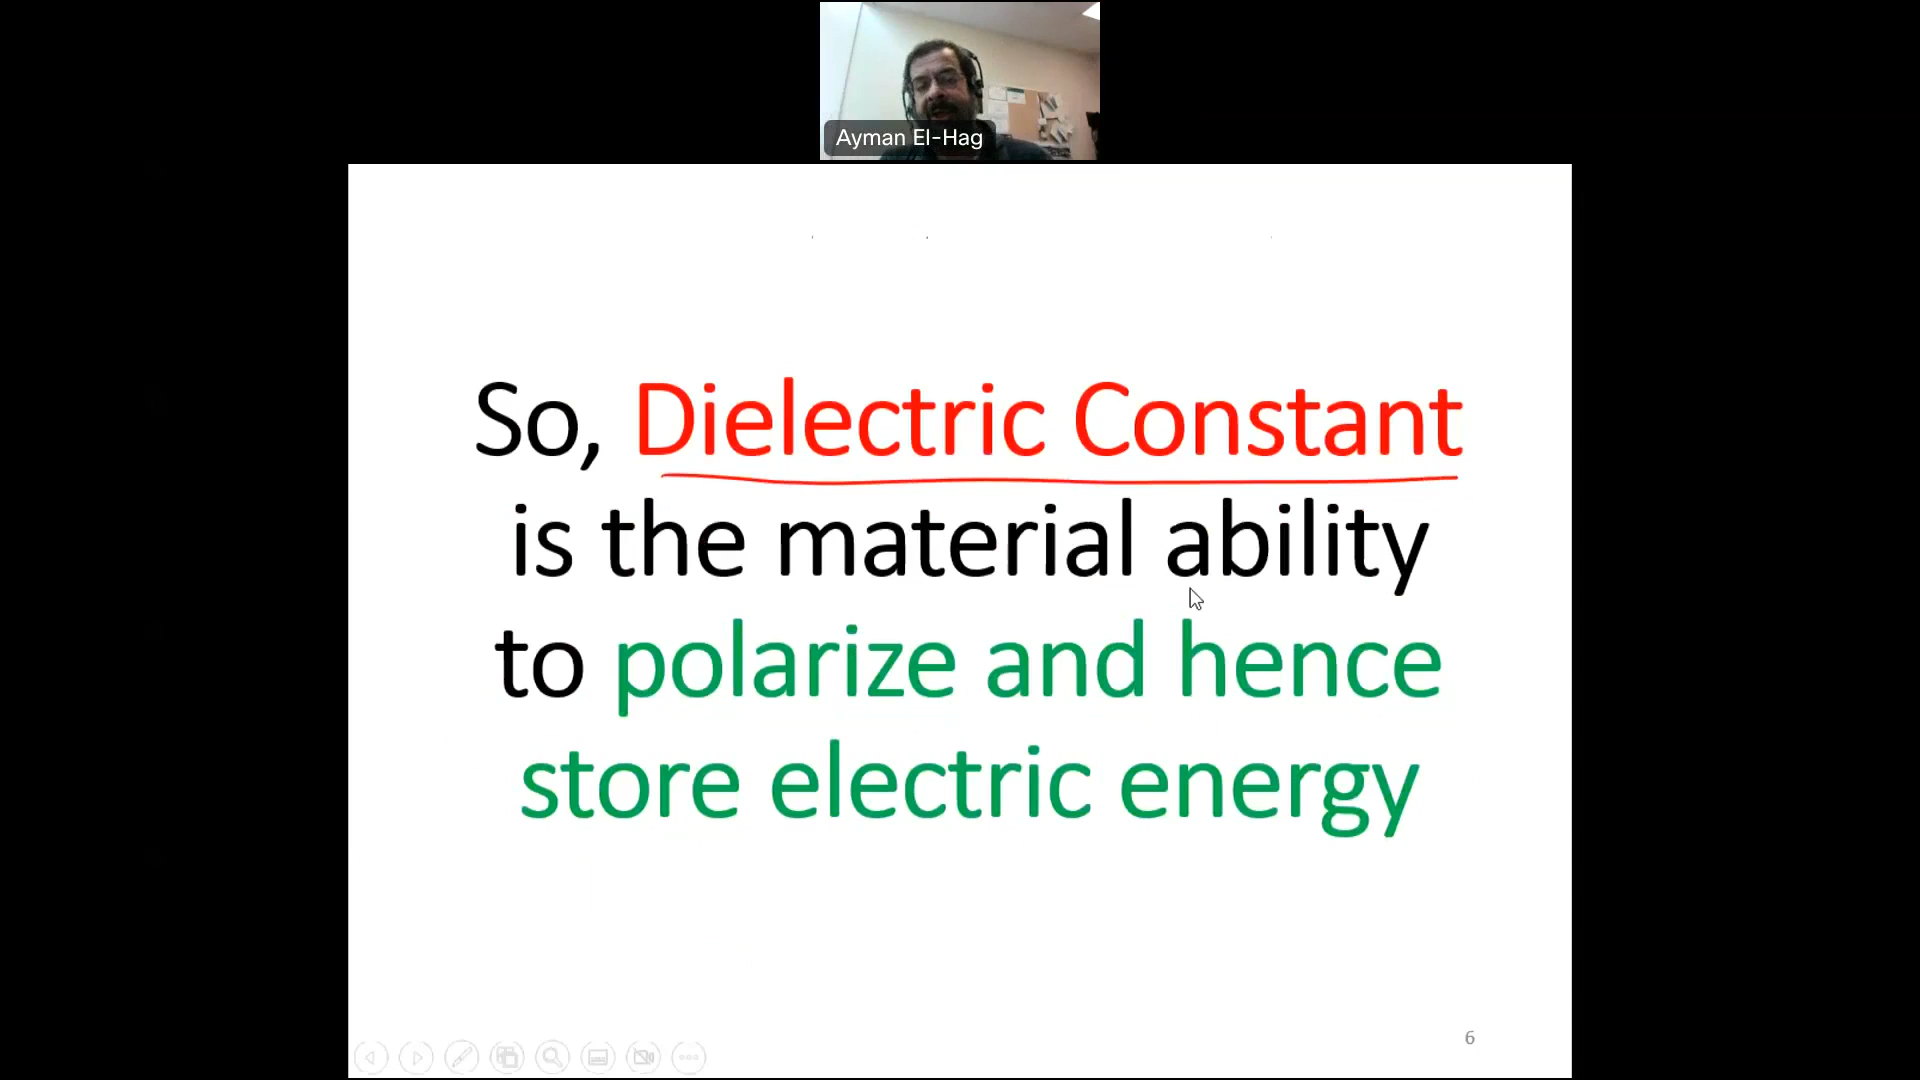 Ayman El-Hag
So, Dielectric Constant
is the material ability
to polarize and hence
store electric energy
6